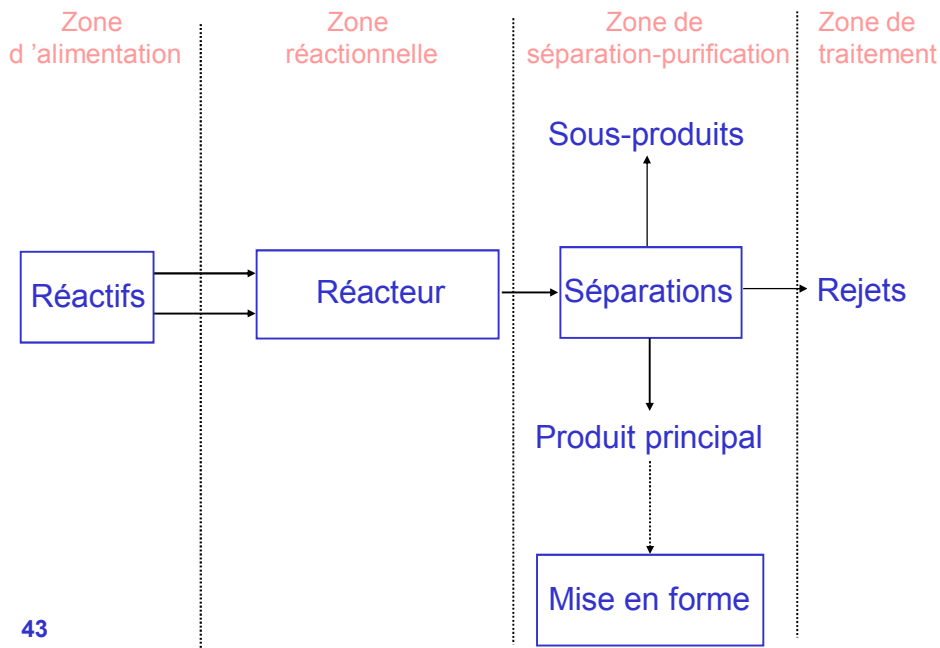 Zone
d ’alimentation
Zone
réactionnelle
Zone de
séparation-purification
Zone de
traitement
Sous-produits
Réactifs
Réacteur
Séparations
Rejets
Produit principal
Mise en forme
43